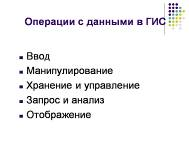 Операции с данными в ГИС
Ввод
Манипулирование
Хранение и управление
Запрос и анализ
Отображение